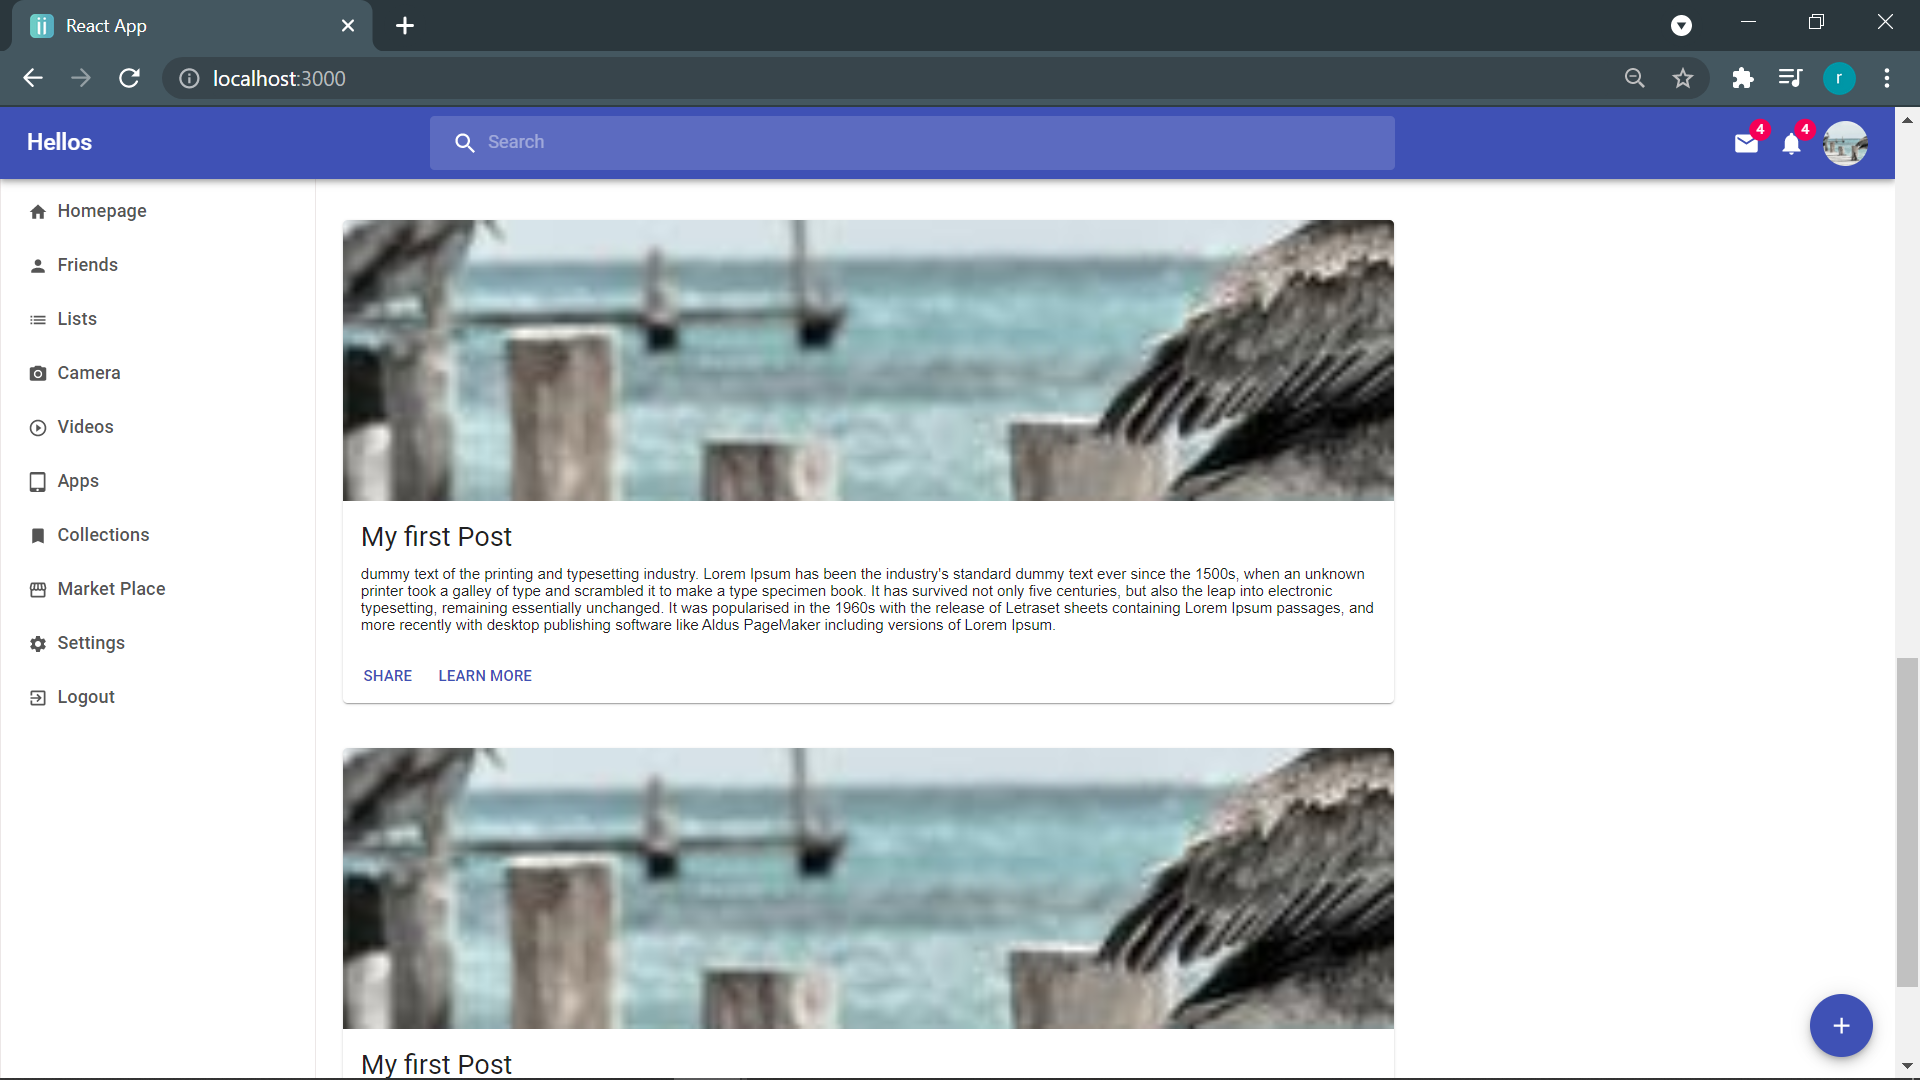 React App
localhost:3000
r
Hellos
Search
4
4
Homepage
Friends
Lists
Camera
Videos
Apps
Collections
Market Place
Settings
Logout
My first Post
dummy text of the printing and typesetting industry. Lorem Ipsum has been the industry's standard dummy text ever since the 1500s, when an unknown
printer took a galley of type and scrambled it to make a type specimen book. It has survived not only five centuries, but also the leap into electronic
typesetting, remaining essentially unchanged. It was popularised in the 1960s with the release of Letraset sheets containing Lorem Ipsum passages, and
more recently with desktop publishing software like Aldus PageMaker including versions of Lorem Ipsum.
SHARE LEARN MORE
My first Post